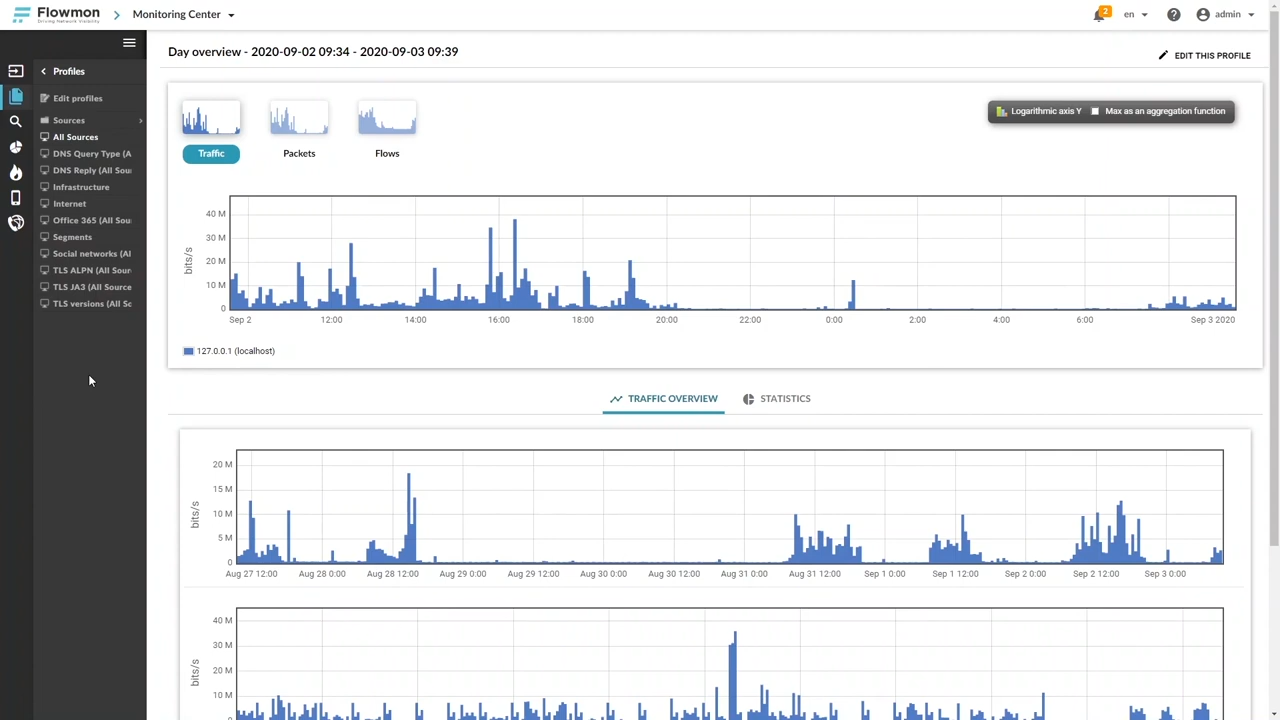 Flowmon
Driving Network Visibility
Monitoring Center
2
en
admin
Profiles
Edit profiles
Sources
All Sources
DNS Query Type (A
DNS Reply (All Sou
Infrastructure
Internet
Office 365 (All Sou
Segments
Social networks (Al
TLS ALPN (All Sour
TLS JA3 (All Source
TLS versions (All So
Day overview - 2020-09-02 09:34 - 2020-09-03 09:39
EDIT THIS PROFILE
Logarithmic axis Y
Max as an aggregation function
Traffic
Packets
Flows
bits/s
40 M
30 M
20 M
10 M
0
Sep 2
12:00
14:00
16:00
18:00
20:00
22:00
0:00
2:00
4:00
6:00
Sep 3 2020
127.0.0.1 (localhost)
TRAFFIC OVERVIEW
STATISTICS
bits/s
20 M
15 M
10 M
5 M
0
Aug 27 12:00
Aug 28 0:00
Aug 28 12:00
Aug 29 0:00
Aug 29 12:00
Aug 30 0:00
Aug 30 12:00
Aug 31 0:00
Aug 31 12:00
Sep 1 0:00
Sep 1 12:00
Sep 2 0:00
Sep 2 12:00
Sep 3 0:00
bits/s
40 M
30 M
20 M
10 M